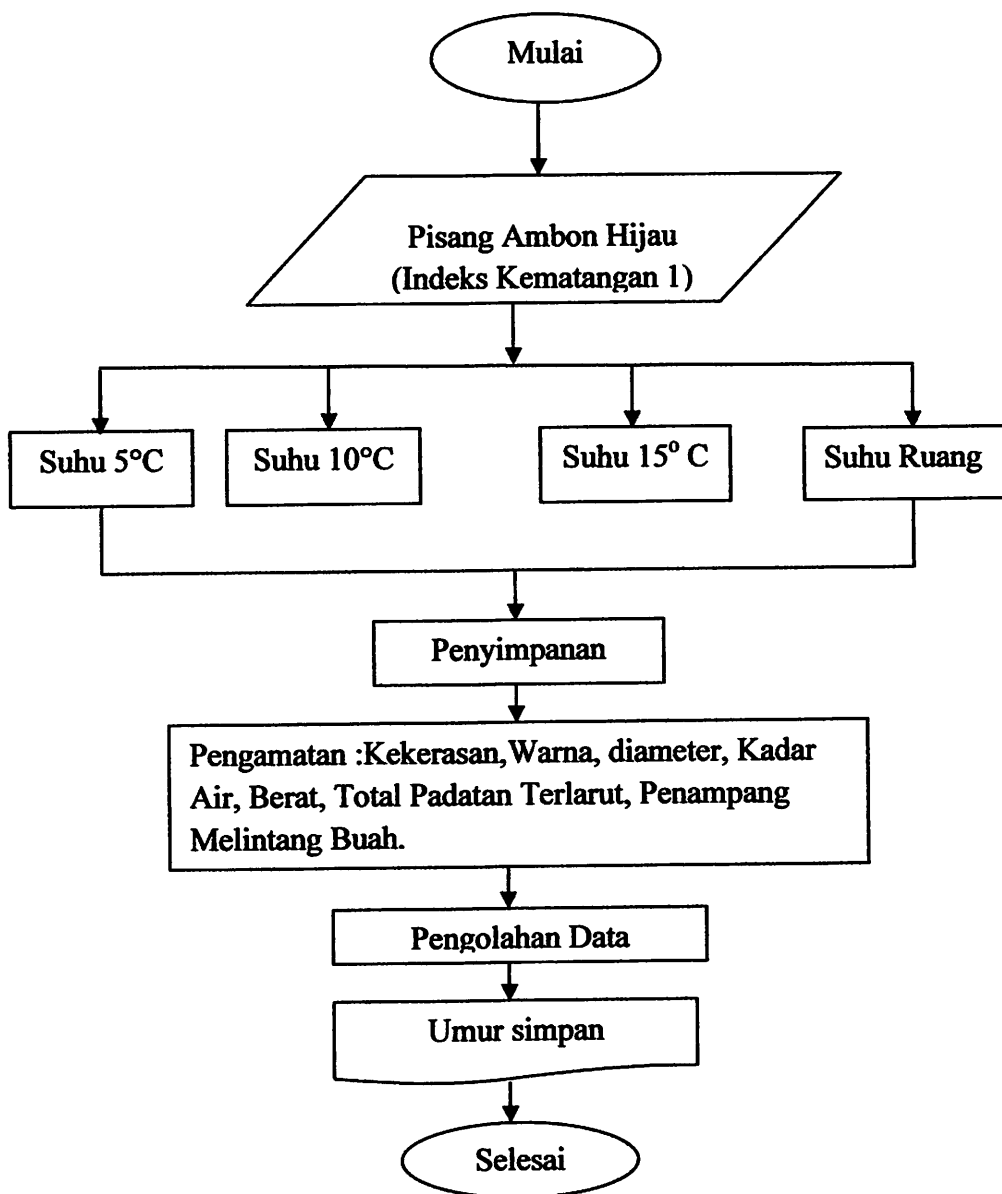 Mulai
Pisang Ambon Hijau
(Indeks Kematangan 1)
Suhu 5°C
Suhu 10°C
Suhu 15° C
Suhu Ruang
Penyimpanan
Pengamatan :Kekerasan,Warna, diameter, Kadar
Air, Berat, Total Padatan Terlarut, Penampang
Melintang Buah.
Pengolahan Data
Umur simpan
Selesai